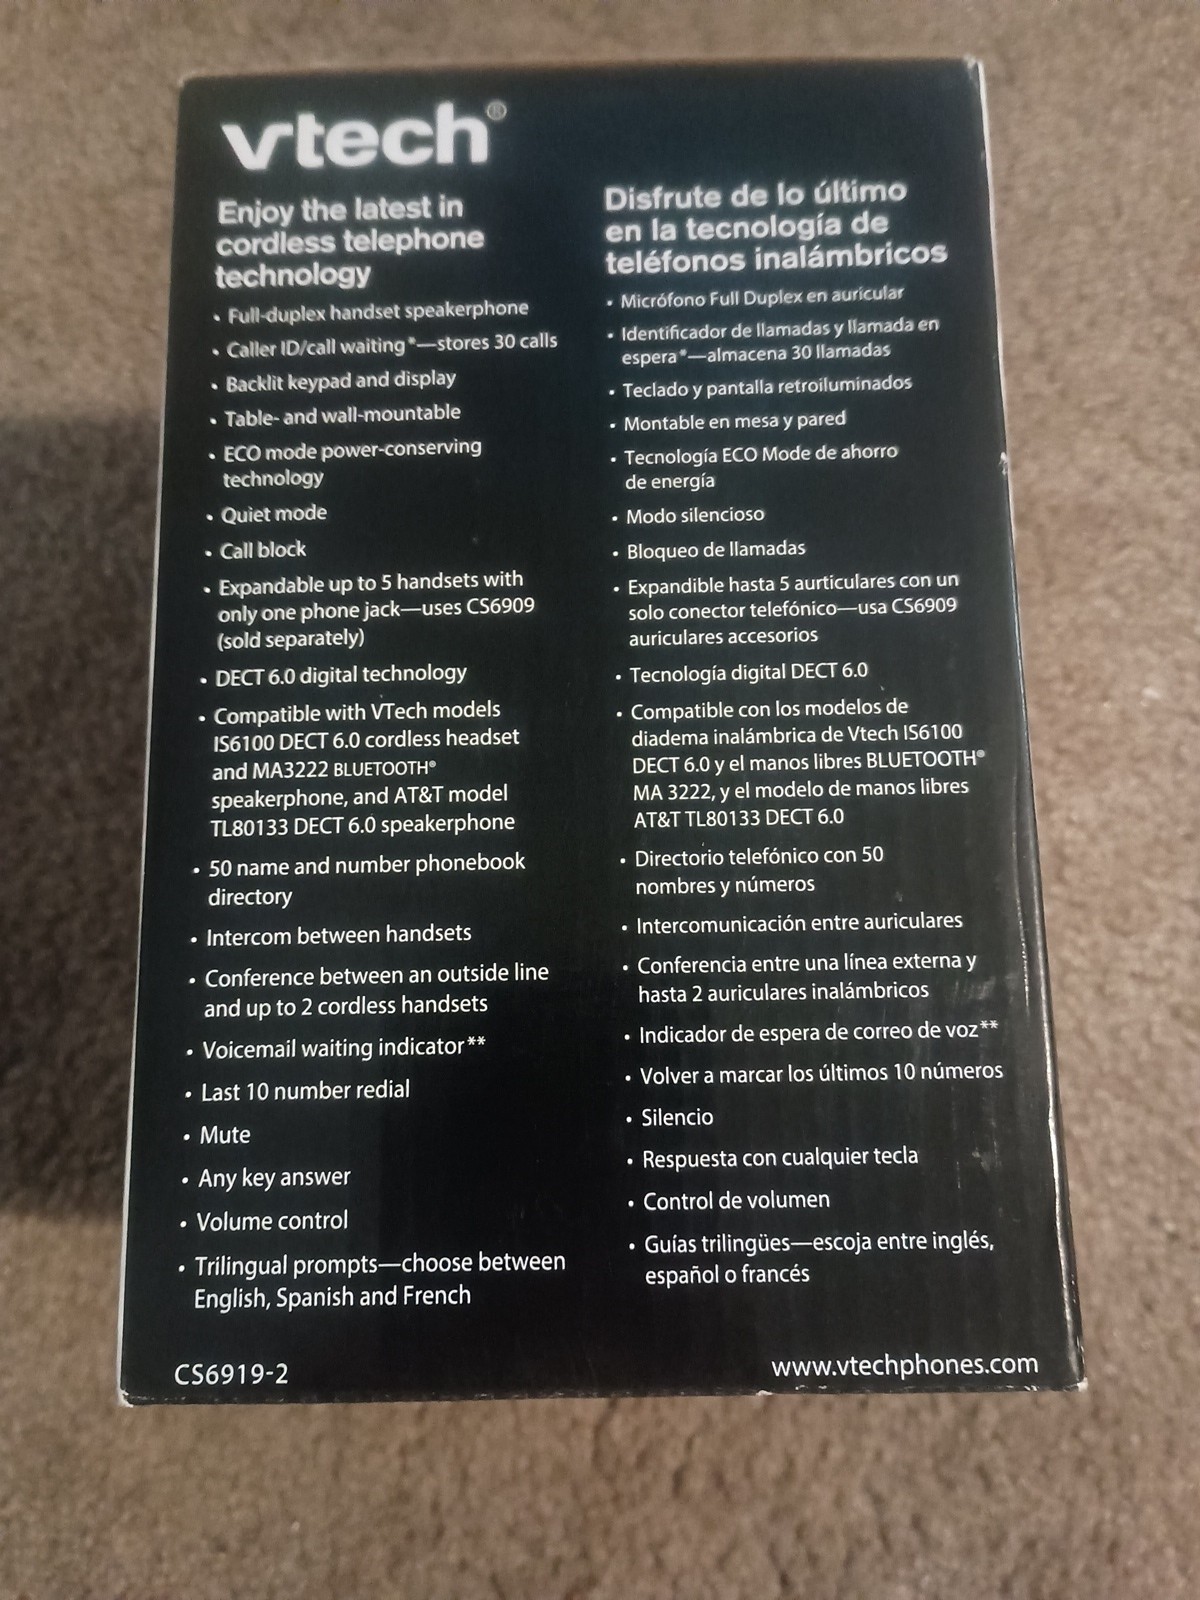 vtech®
Enjoy the latest in
cordless telephone
technology
• Full-duplex handset speakerphone
• Caller ID/call waiting*—stores 30 calls
• Backlit keypad and display
• Table- and wall-mountable
• ECO mode power-conserving
technology
• Quiet mode
• Call block
• Expandable up to 5 handsets with
only one phone jack—uses CS6909
(sold separately)
• DECT 6.0 digital technology
• Compatible with VTech models
IS6100 DECT 6.0 cordless headset
and MA3222 BLUETOOTH®
speakerphone, and AT&T model
TL80133 DECT 6.0 speakerphone
• 50 name and number phonebook
directory
• Intercom between handsets
• Conference between an outside line
and up to 2 cordless handsets
• Voicemail waiting indicator**
• Last 10 number redial
• Mute
• Any key answer
• Volume control
• Trilingual prompts—choose between
English, Spanish and French
CS6919-2
Disfrute de lo último
en la tecnología de
teléfonos inalámbricos
• Micrófono Full Duplex en auricular
• Identificador de llamadas y llamada en
espera*—almacena 30 llamadas
• Teclado y pantalla retroiluminados
• Montable en mesa y pared
• Tecnología ECO Mode de ahorro
de energía
• Modo silencioso
• Bloqueo de llamadas
• Expandible hasta 5 aurticulares con un
solo conector telefónico—usa CS6909
auriculares accesorios
• Tecnología digital DECT 6.0
• Compatible con los modelos de
diadema inalámbrica de Vtech IS6100
DECT 6.0 y el manos libres BLUETOOTH®
MA 3222, y el modelo de manos libres
AT&T TL80133 DECT 6.0
• Directorio telefónico con 50
nombres y números
• Intercomunicación entre auriculares
• Conferencia entre una línea externa y
hasta 2 auriculares inalámbricos
• Indicador de espera de correo de voz**
• Volver a marcar los últimos 10 números
• Silencio
• Respuesta con cualquier tecla
• Control de volumen
• Guías trilingües—escoja entre inglés,
español o francés
www.vtechphones.com